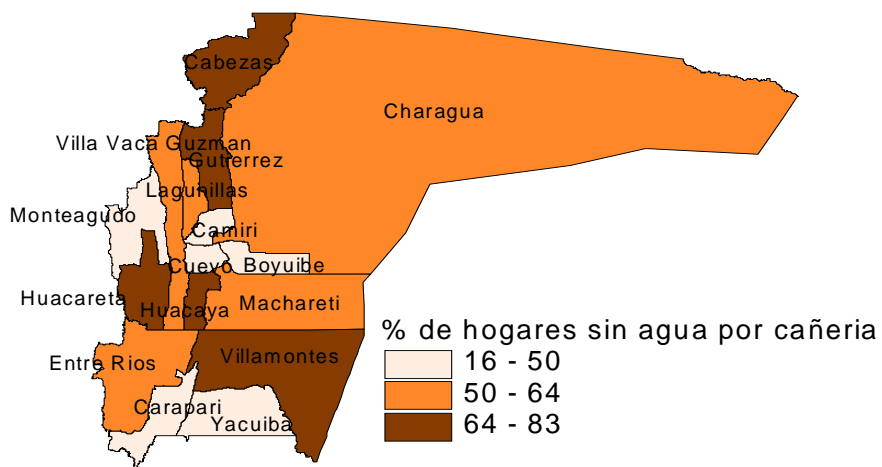 Cabezas
Charagua
Villa Vaca Guzman
Gutierrez
Lagunillas
Monteagudo
Camiri
Cuevo
Boyuibe
Huacareta
Huacaya
Machareti
% de hogares sin agua por cañeria
16 - 50
50 - 64
64 - 83
Villamontes
Entre Rios
Carapari
Yacuiba